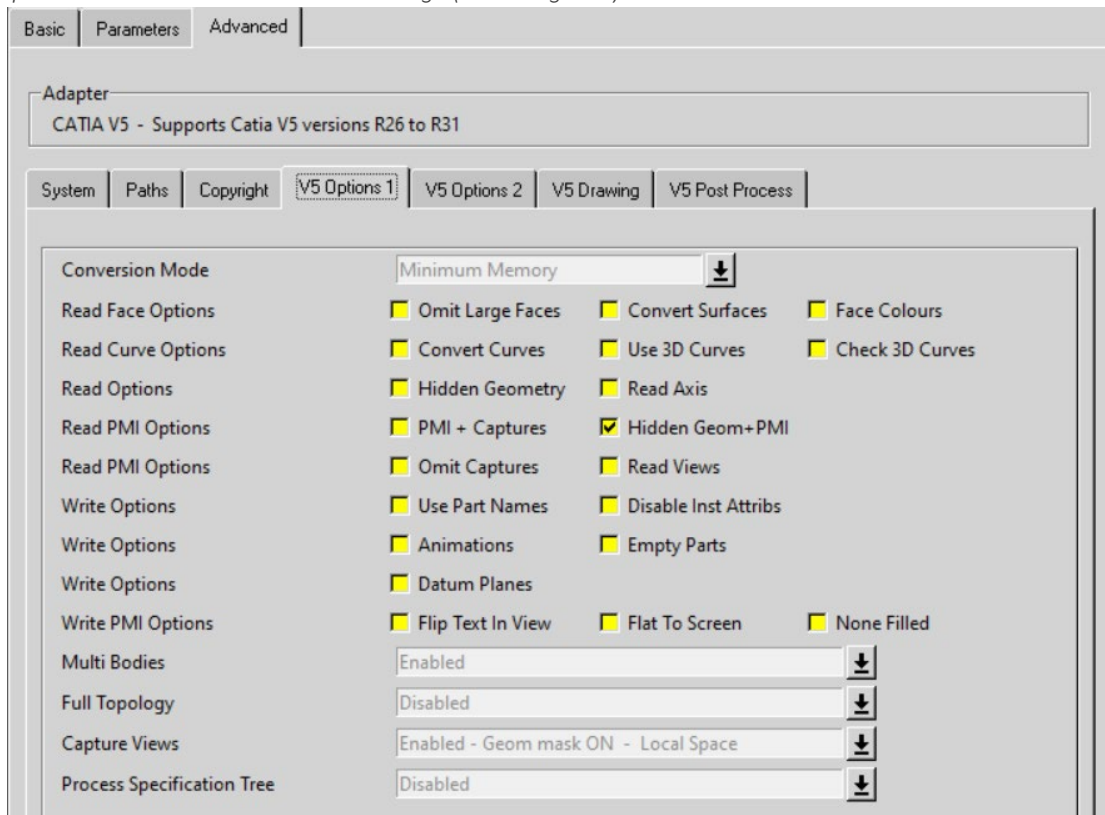 Basic Parameters Advanced
Adapter
CATIA V5 - Supports Catia V5 versions R26 to R31
System Paths Copyright V5 Options 1 V5 Options 2 V5 Drawing V5 Post Process
Conversion Mode Minimum Memory
Read Face Options Omit Large Faces Convert Surfaces Face Colours
Read Curve Options Convert Curves Use 3D Curves Check 3D Curves
Read Options Hidden Geometry Read Axis
Read PMI Options PMI + Captures Hidden Geom+PMI
Read PMI Options Omit Captures Read Views
Write Options Use Part Names Disable Inst Attribs
Write Options Animations Empty Parts
Write Options Datum Planes
Write PMI Options Flip Text In View Flat To Screen None Filled
Multi Bodies Enabled
Full Topology Disabled
Capture Views Enabled - Geom mask ON - Local Space
Process Specification Tree Disabled